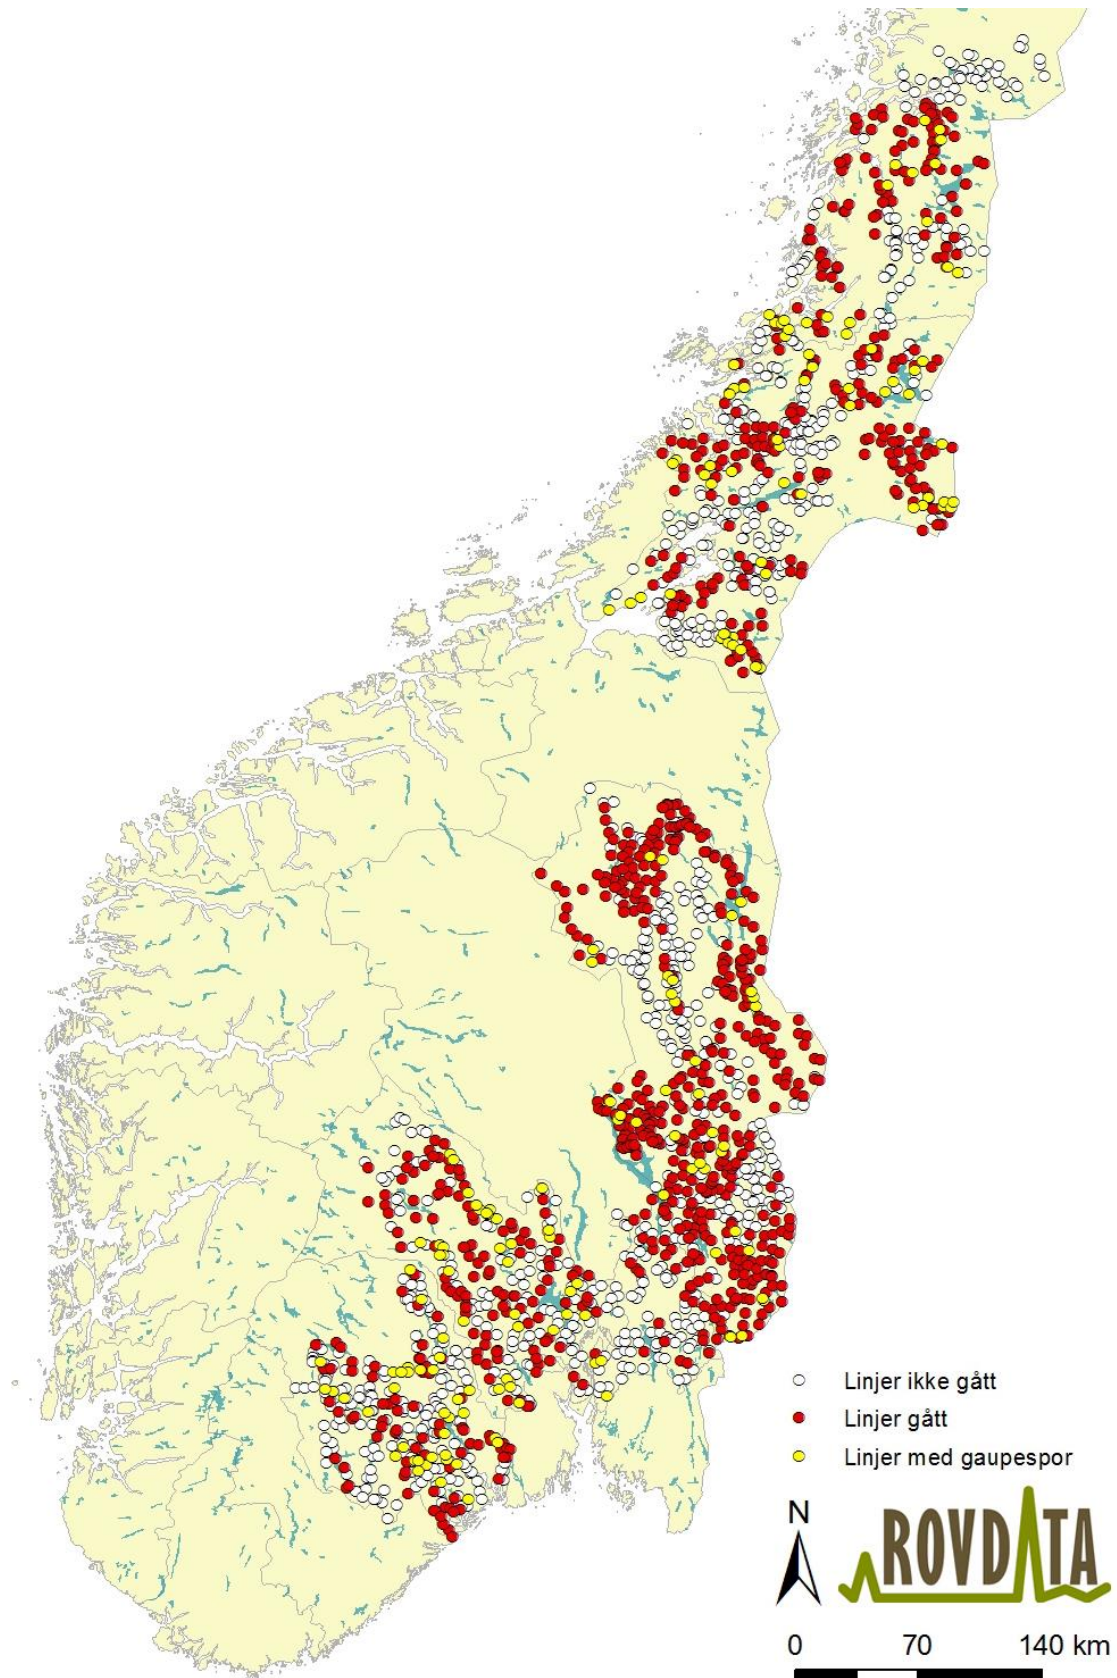 Linjer ikke gått
Linjer gått
Linjer med gaupespor
N
ROVDATA
0 70 140 km